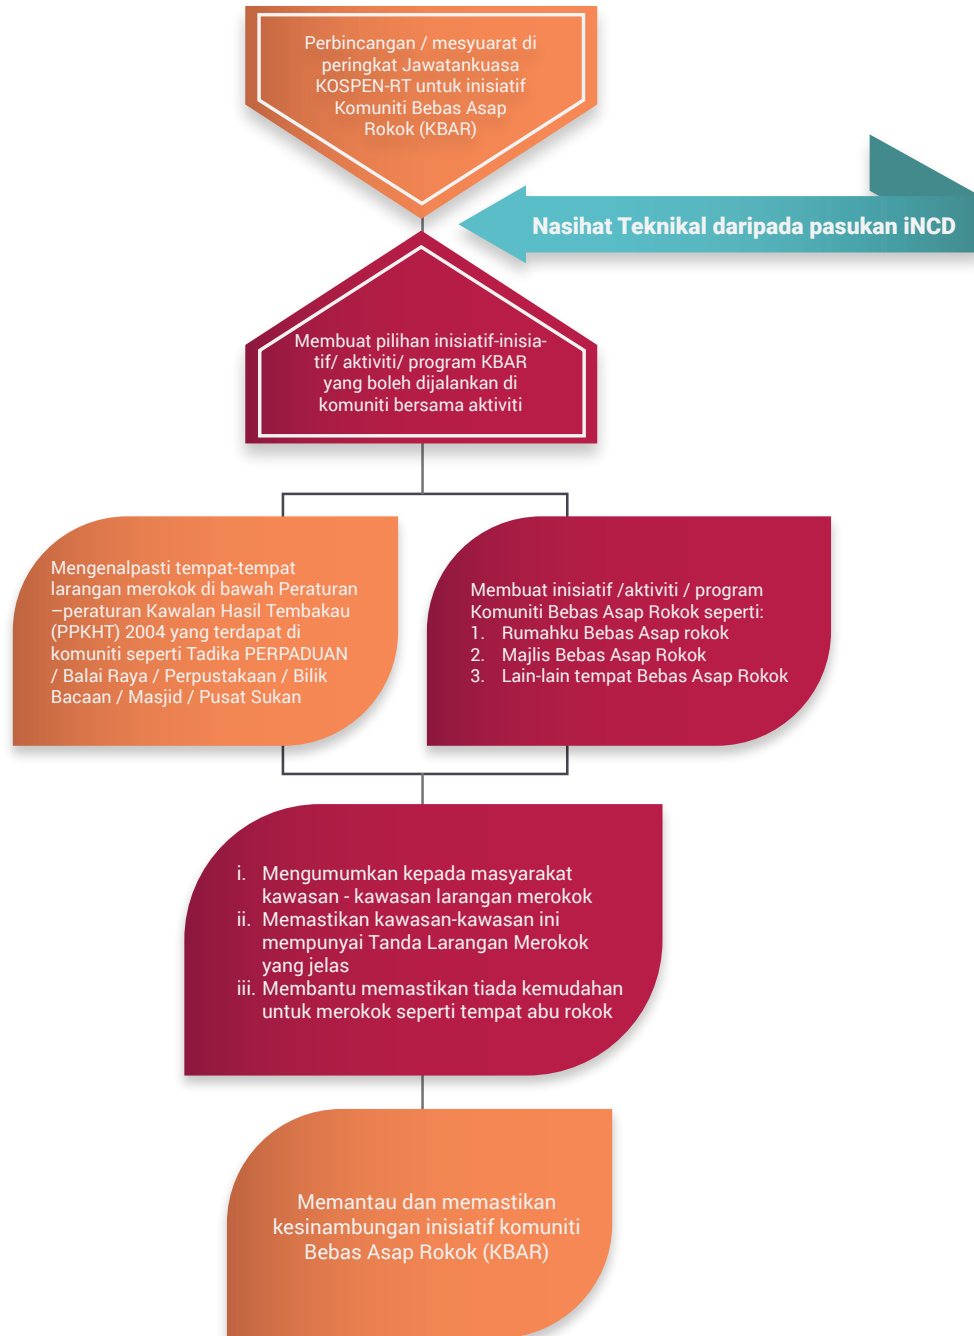 Perbincangan / mesyuarat di
peringkat Jawatankuasa
KOSPEN-RT untuk inisiatif
Komuniti Bebas Asap
Rokok (KBAR)
Nasihat Teknikal daripada pasukan iNCD
Membuat pilihan inisiatif-inisia-
tif/ aktiviti/ program KBAR
yang boleh dijalankan di
komuniti bersama aktiviti
Mengenalpasti tempat-tempat
larangan merokok di bawah Peraturan
–peraturan Kawalan Hasil Tembakau
(PPKHT) 2004 yang terdapat di
komuniti seperti Tadika PERPADUAN
/ Balai Raya / Perpustakaan / Bilik
Bacaan / Masjid / Pusat Sukan
Membuat inisiatif /aktiviti / program
Komuniti Bebas Asap Rokok seperti:
1. Rumahku Bebas Asap rokok
2. Majlis Bebas Asap Rokok
3. Lain-lain tempat Bebas Asap Rokok
i. Mengumumkan kepada masyarakat
kawasan - kawasan larangan merokok
ii. Memastikan kawasan-kawasan ini
mempunyai Tanda Larangan Merokok
yang jelas
iii. Membantu memastikan tiada kemudahan
untuk merokok seperti tempat abu rokok
Memantau dan memastikan
kesinambungan inisiatif komuniti
Bebas Asap Rokok (KBAR)